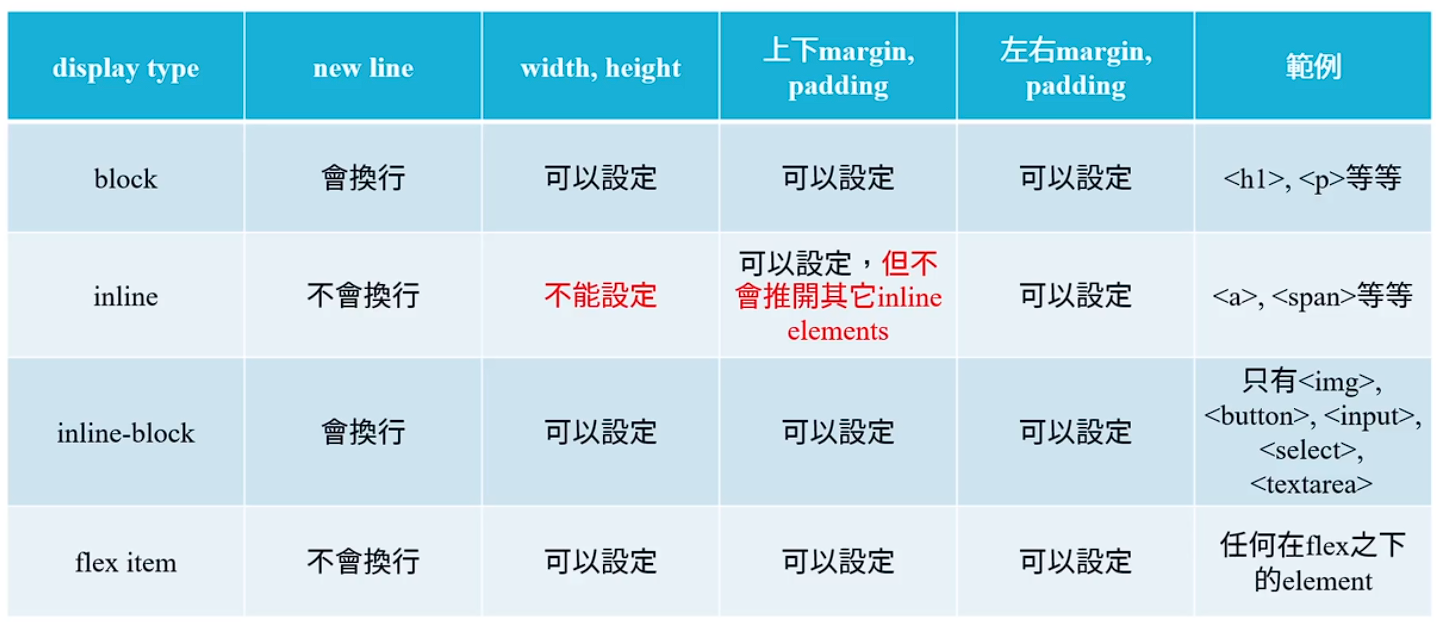 display type
new line
width, height
上下margin,
padding
左右margin,
padding
範例
block
會換行
可以設定
可以設定
可以設定
<h1>, <p>等等
inline
不會換行
不能設定
可以設定，但不
會推開其它inline
elements
可以設定
<a>, <span>等等
inline-block
會換行
可以設定
可以設定
可以設定
只有<img>,
<button>, <input>,
<select>,
<textarea>
flex item
不會換行
可以設定
可以設定
可以設定
任何在flex之下
的element